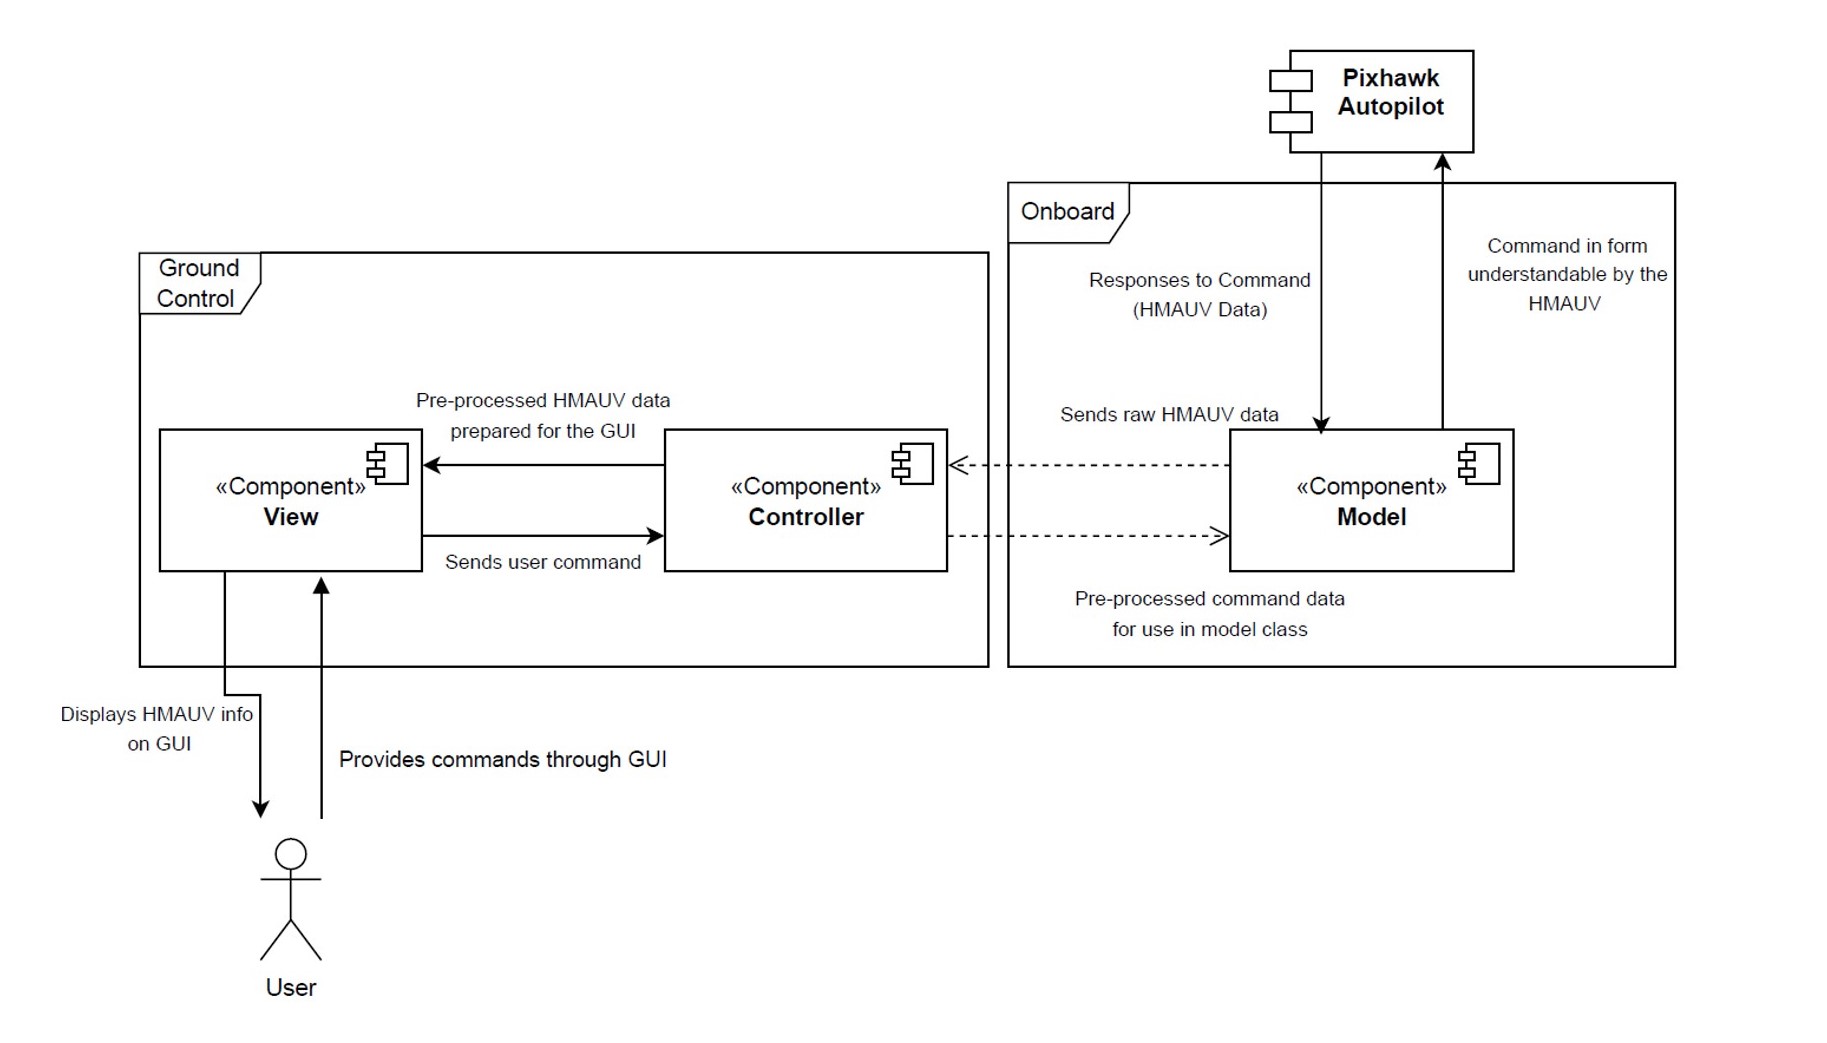 Pixhawk
Autopilot
Onboard
Command in form
understandable by the
HMAUV
Responses to Command
(HMAUV Data)
Ground
Control
Pre-processed HMAUV data
prepared for the GUI
Sends raw HMAUV data
«Component»
View
«Component»
Controller
«Component»
Model
Sends user command
Pre-processed command data
for use in model class
Displays HMAUV info
on GUI
Provides commands through GUI
User